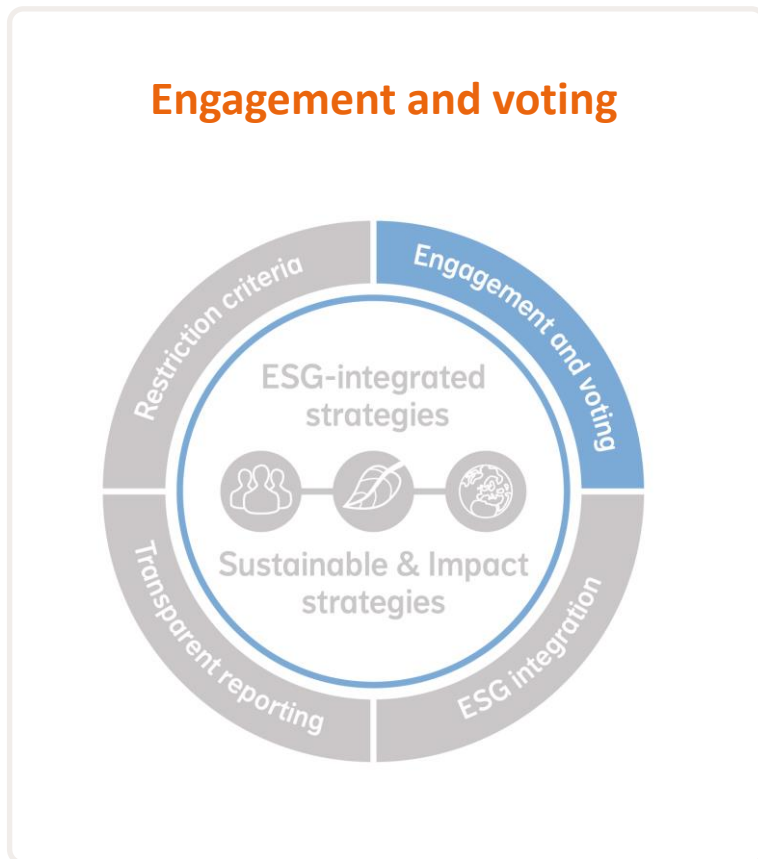 Engagement and voting
Restriction criteria
Engagement and voting
ESG-integrated
strategies
Sustainable & Impact
strategies
Transparent reporting
ESG integration